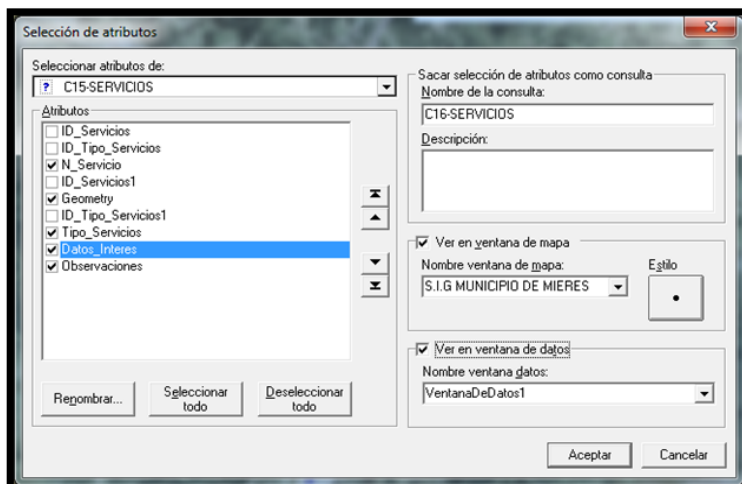 Selección de atributos
Seleccionar atributos de:
C15-SERVICIOS
Atributos
ID_Servicios
ID_Tipo_Servicios
N_Servicio
ID_Servicios1
Geometry
ID_Tipo_Servicios1
Tipo_Servicios
Datos_Interes
Observaciones
Renombrar...
Seleccionar
todo
Deseleccionar
todo
Sacar selección de atributos como consulta
Nombre de la consulta:
C16-SERVICIOS
Descripción:
Ver en ventana de mapa
Nombre ventana de mapa:
Estilo
S.I.G MUNICIPIO DE MIERES
Ver en ventana de datos
Nombre ventana datos:
VentanaDeDatos1
Aceptar
Cancelar